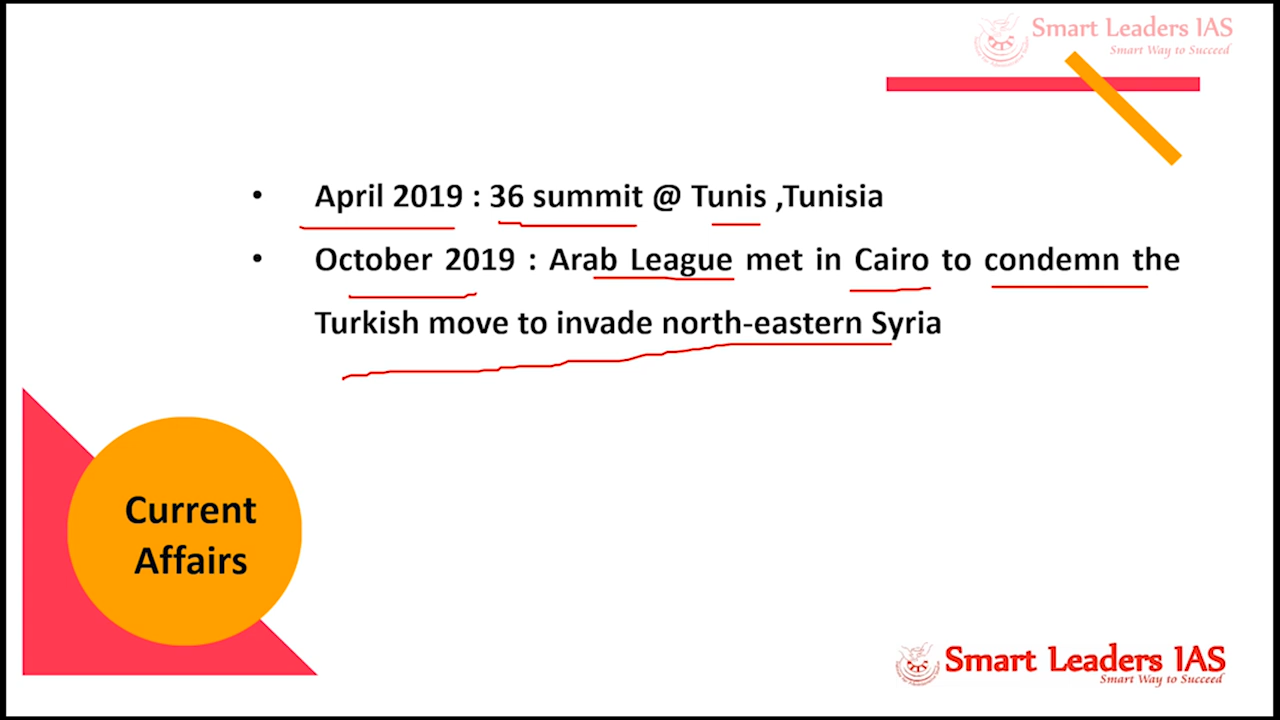 Smart Leaders IAS
Smart Way to Succeed
• April 2019 : 36 summit @ Tunis ,Tunisia
• October 2019 : Arab League met in Cairo to condemn the
Turkish move to invade north-eastern Syria
Current
Affairs
Smart Leaders IAS
Smart Way to Succeed